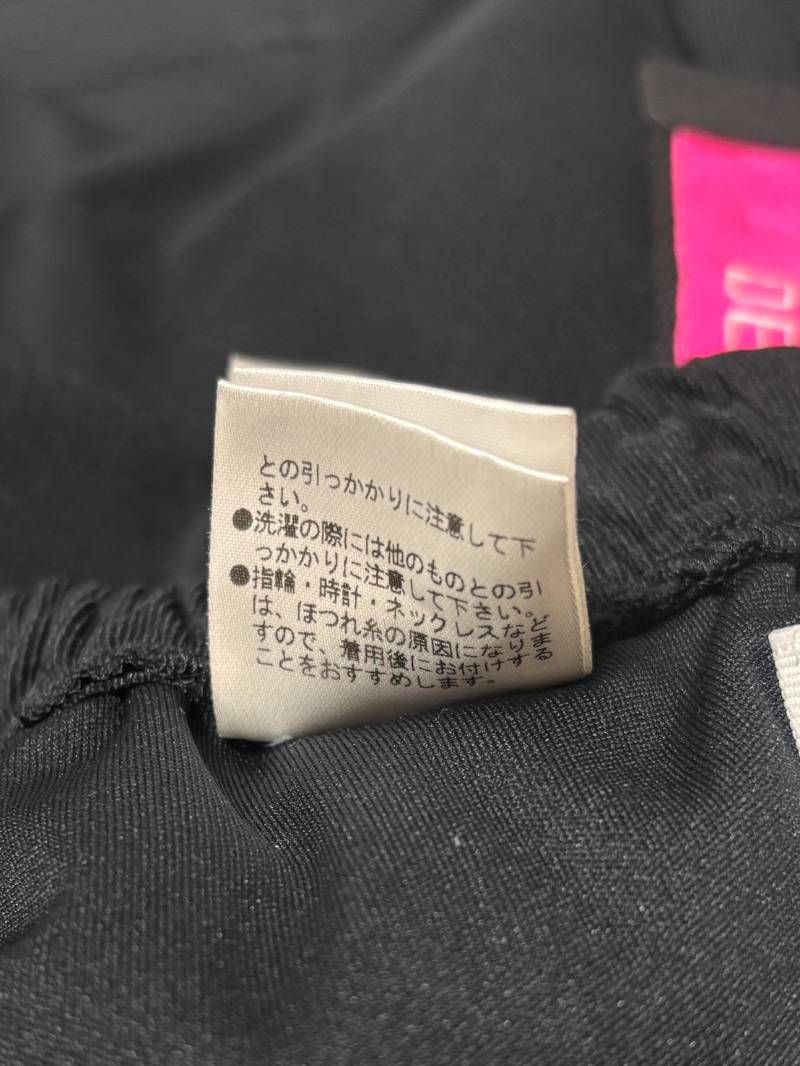 との引っかかりに注意して下
さい。
●洗濯の際には他のものとの引
っかかりに注意して下さい。
●指輪・時計・ネックレスなど
は、ほつれ糸の原因になりま
すので、着用後にお付けする
ことをおすすめします。
DE